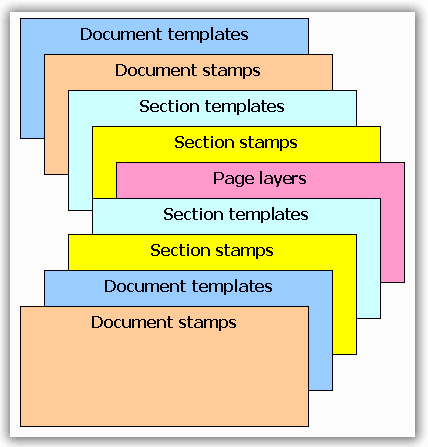 Document templates
Document stamps
Section templates
Section stamps
Page layers
Section templates
Section stamps
Document templates
Document stamps